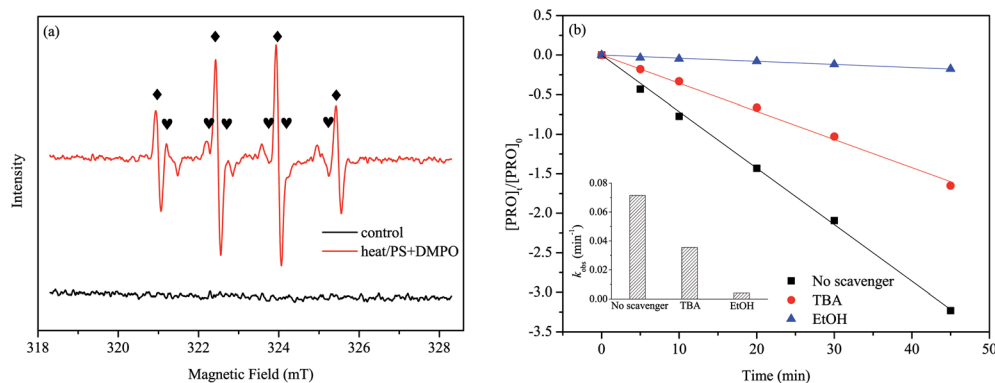 (a)
♦ ♦ ♦ ♦
♥ ♥ ♥ ♥ ♥ ♥
Intensity
control
heat/PS+DMPO
318 320 322 324 326 328
Magnetic Field (mT)
(b)
0.5
0.0
-0.5
-1.0
-1.5
-2.0
-2.5
-3.0
-3.5
[PRO]t/[PRO]0
0.08
0.06
0.04
0.02
0.00
kobs (min-1)
No scavenger TBA EtOH
No scavenger
TBA
EtOH
0 10 20 30 40 50
Time (min)